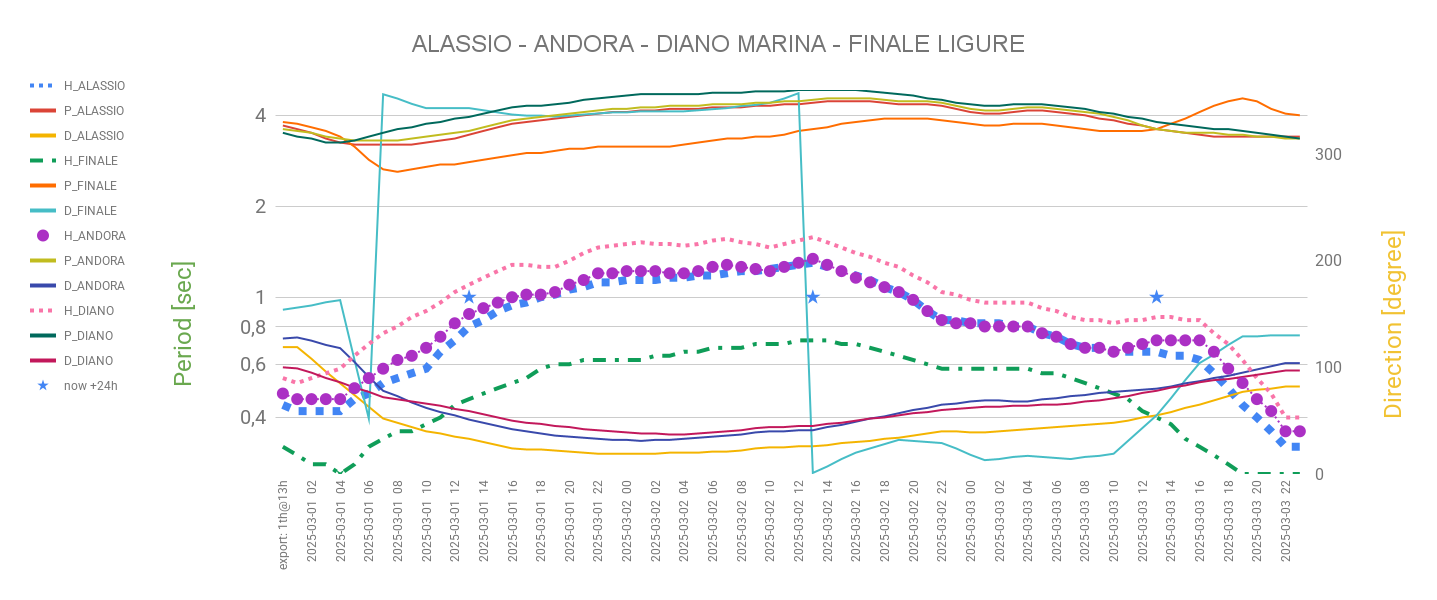 ALASSIO - ANDORA - DIANO MARINA - FINALE LIGURE
H_ALASSIO
P_ALASSIO
D_ALASSIO
H_FINALE
P_FINALE
D_FINALE
H_ANDORA
P_ANDORA
D_ANDORA
H_DIANO
P_DIANO
D_DIANO
now +24h
Period [sec]
4
2
1
0,8
0,6
0,4
300
200
100
0
Direction [degree]
export: 1th@13h
2025-03-01 02
2025-03-01 04
2025-03-01 06
2025-03-01 08
2025-03-01 10
2025-03-01 12
2025-03-01 14
2025-03-01 16
2025-03-01 18
2025-03-01 20
2025-03-01 22
2025-03-02 00
2025-03-02 02
2025-03-02 04
2025-03-02 06
2025-03-02 08
2025-03-02 10
2025-03-02 12
2025-03-02 14
2025-03-02 16
2025-03-02 18
2025-03-02 20
2025-03-02 22
2025-03-03 00
2025-03-03 02
2025-03-03 04
2025-03-03 06
2025-03-03 08
2025-03-03 10
2025-03-03 12
2025-03-03 14
2025-03-03 16
2025-03-03 18
2025-03-03 20
2025-03-03 22